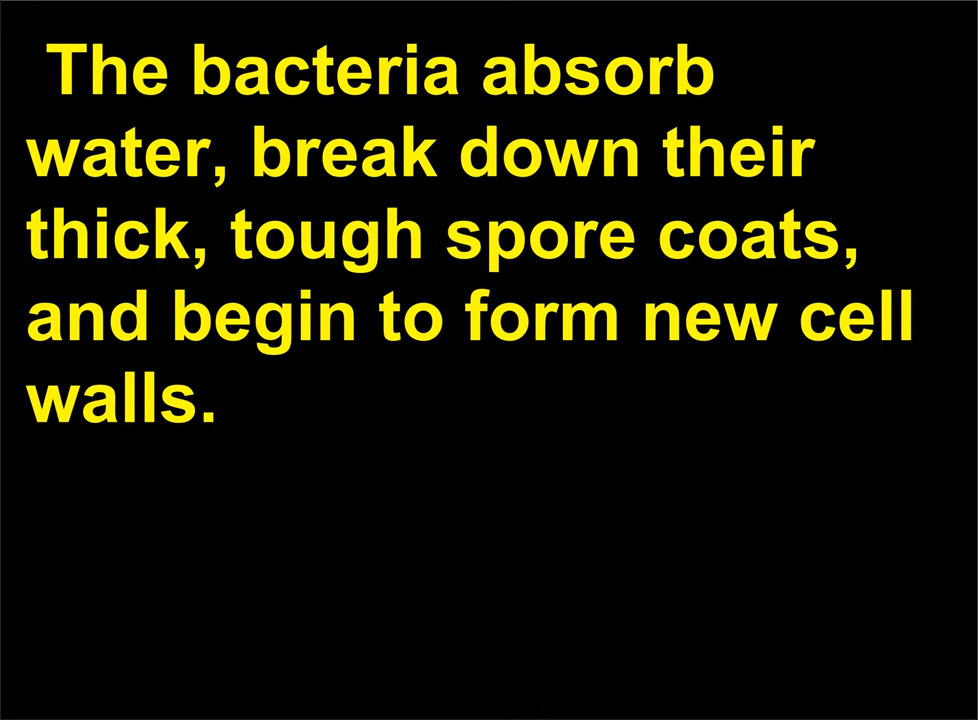 The bacteria absorb
water, break down their
thick, tough spore coats,
and begin to form new cell
walls.